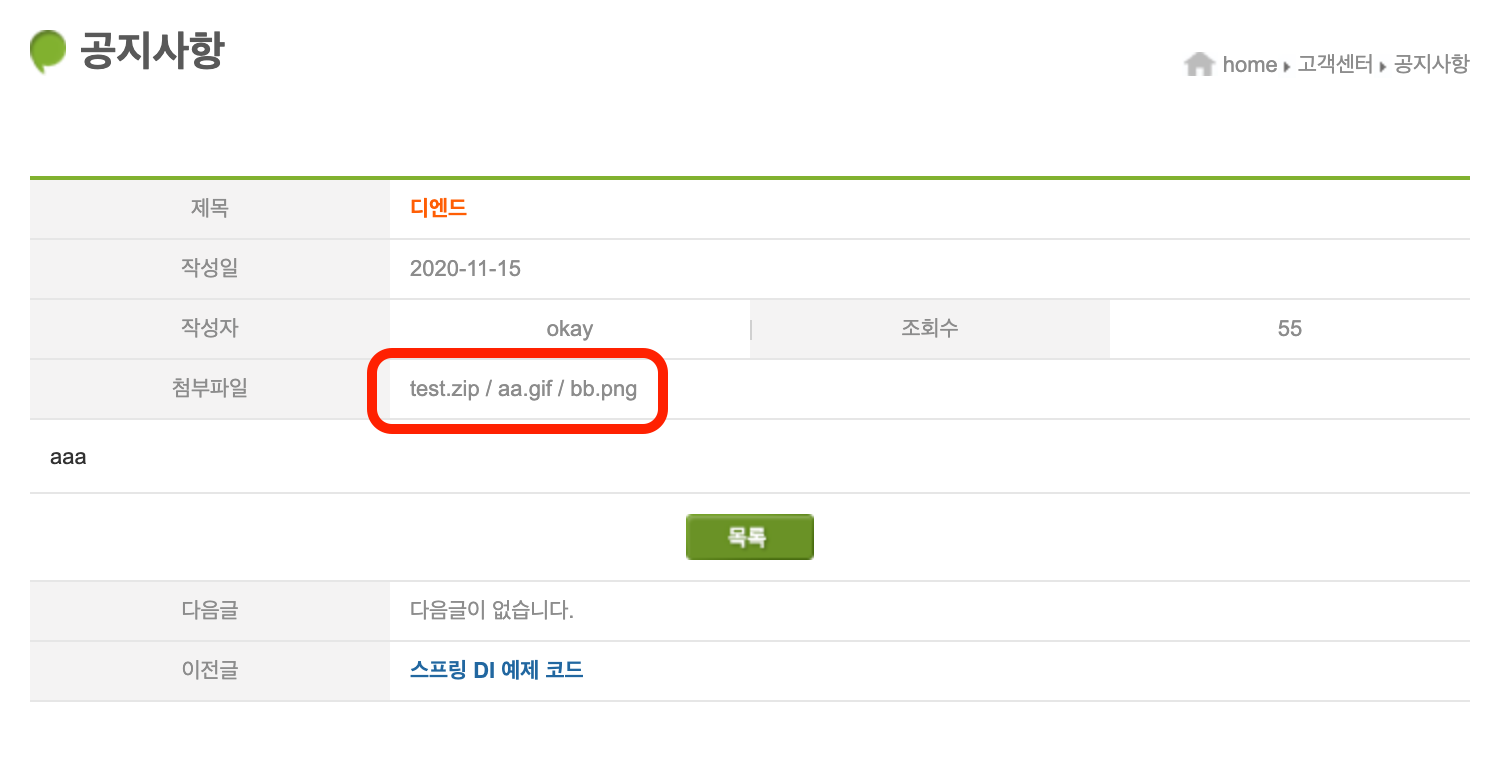 공지사항
home 고객센터 공지사항
제목 디엔드
작성일 2020-11-15
작성자 okay 조회수 55
첨부파일 test.zip / aa.gif / bb.png
aaa
목록
다음글 다음글이 없습니다.
이전글 스프링 DI 예제 코드